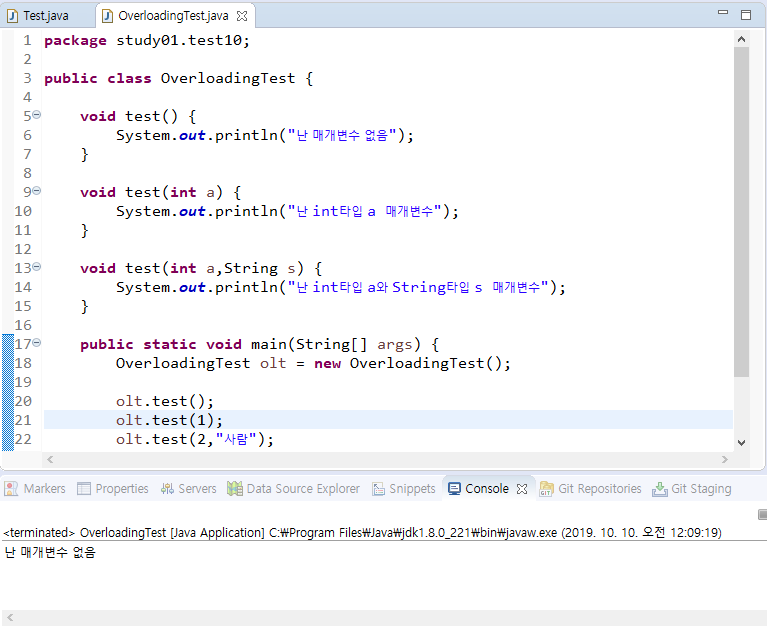 Test.java OverloadingTest.java
1 package study01.test10;
2
3 public class OverloadingTest {
4
5 void test() {
6 System.out.println("난 매개변수 없음");
7 }
8
9 void test(int a) {
10 System.out.println("난 int타입 a 매개변수");
11 }
12
13 void test(int a,String s) {
14 System.out.println("난 int타입 a와 String타입 s 매개변수");
15 }
16
17 public static void main(String[] args) {
18 OverloadingTest olt = new OverloadingTest();
19
20 olt.test();
21 olt.test(1);
22 olt.test(2,"사람");
Markers Properties Servers Data Source Explorer Snippets Console Git Repositories Git Staging
<terminated> OverloadingTest [Java Application] C:₩Program Files₩Java₩jdk1.8.0_221₩bin₩javaw.exe (2019. 10. 10. 오전 12:09:19)
난 매개변수 없음